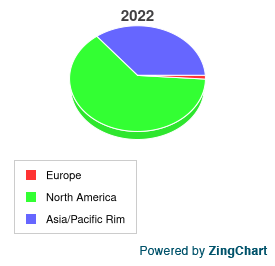 2022
Europe
North America
Asia/Pacific Rim
Powered by ZingChart